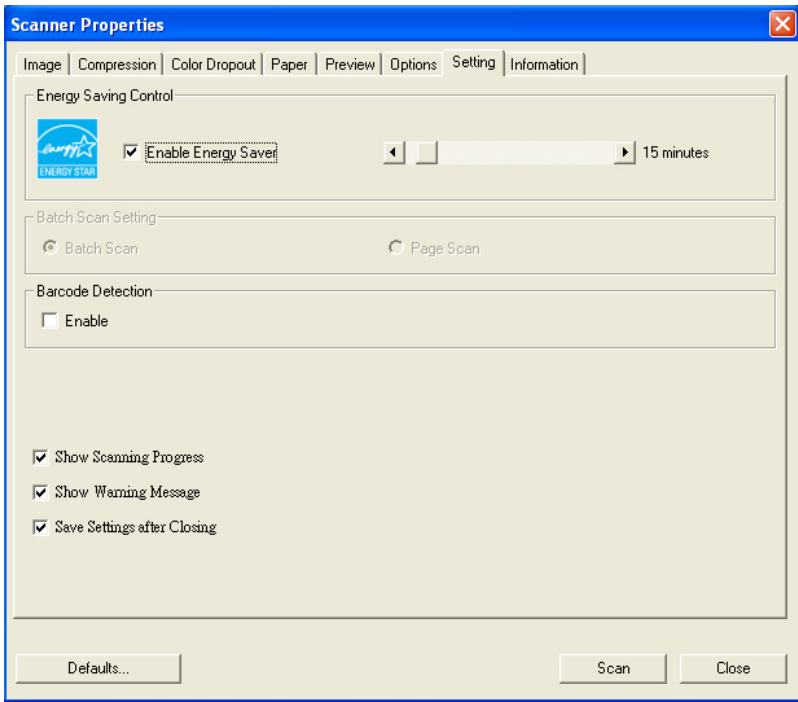 Scanner Properties
Image Compression Color Dropout Paper Preview Options Setting Information
Energy Saving Control
energy
ENERGY STAR
Enable Energy Saver
15 minutes
Batch Scan Setting
Batch Scan
Page Scan
Barcode Detection
Enable
Show Scanning Progress
Show Warning Message
Save Settings after Closing
Defaults... Scan Close